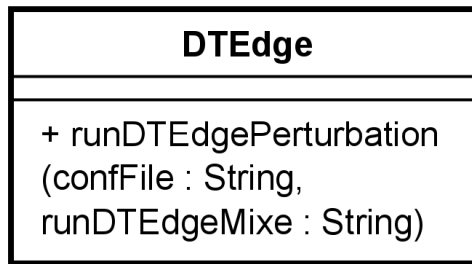 DTEdge
+ runDTEdgePerturbation
(confFile : String,
runDTEdgeMixe : String)